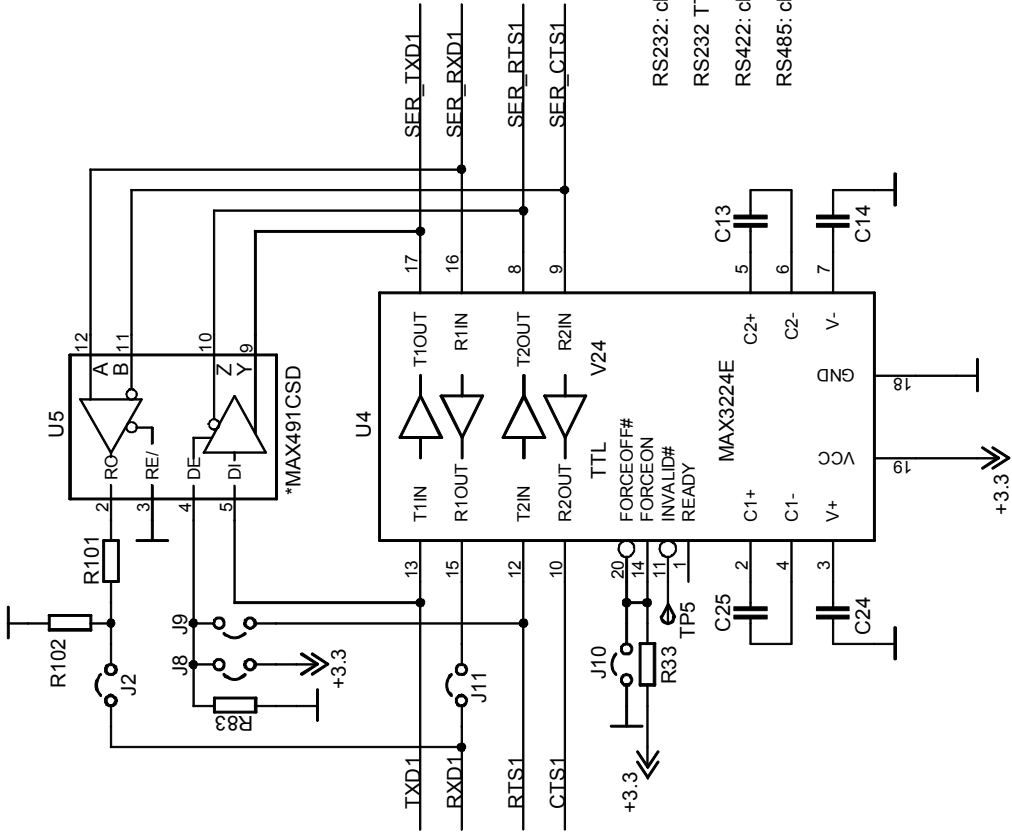 U5
12
A
11
B
10
Z
9
Y
2
RO
3
RE/
4
DE
5
DI
*MAX491CSD
R101
R102
J2
J9
J8
+3.3
R83
TXD1
RXD1
RTS1
CTS1
J11
U4
13
T1IN
T1OUT
17
SER_TXD1
15
R1OUT
R1IN
16
SER_RXD1
12
T2IN
T2OUT
8
SER_RTS1
10
R2OUT
R2IN
9
SER_CTS1
TTL
V24
20
FORCEOFF#
14
FORCEON
11
INVALID#
1
READY
TP5
J10
R33
+3.3
MAX3224E
2
C1+
C2+
5
4
C1-
C2-
6
3
V+
V-
7
C25
C24
C13
C14
VCC
GND
19
18
+3.3
RS232:
RS232
RS422:
RS485: